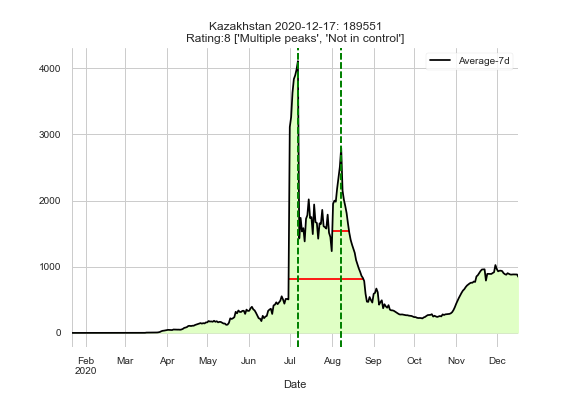 Kazakhstan 2020-12-17: 189551
Rating:8 ['Multiple peaks', 'Not in control']
Average-7d
4000
3000
2000
1000
0
Feb Mar Apr May Jun Jul Aug Sep Oct Nov Dec
2020
Date